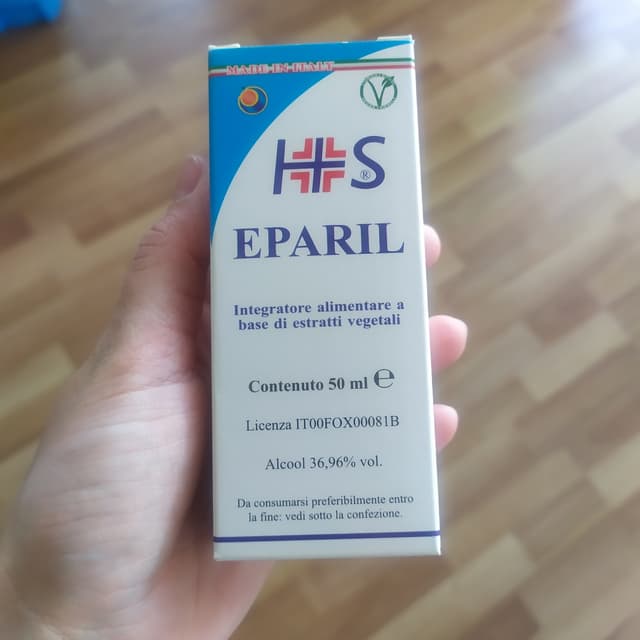 MADE IN ITALY
H S ®
EPARIL
Integratore alimentare a
base di estratti vegetali
Contenuto 50 ml ℮
Licenza IT00FOX00081B
Alcool 36,96% vol.
Da consumarsi preferibilmente entro
la fine: vedi sotto la confezione.